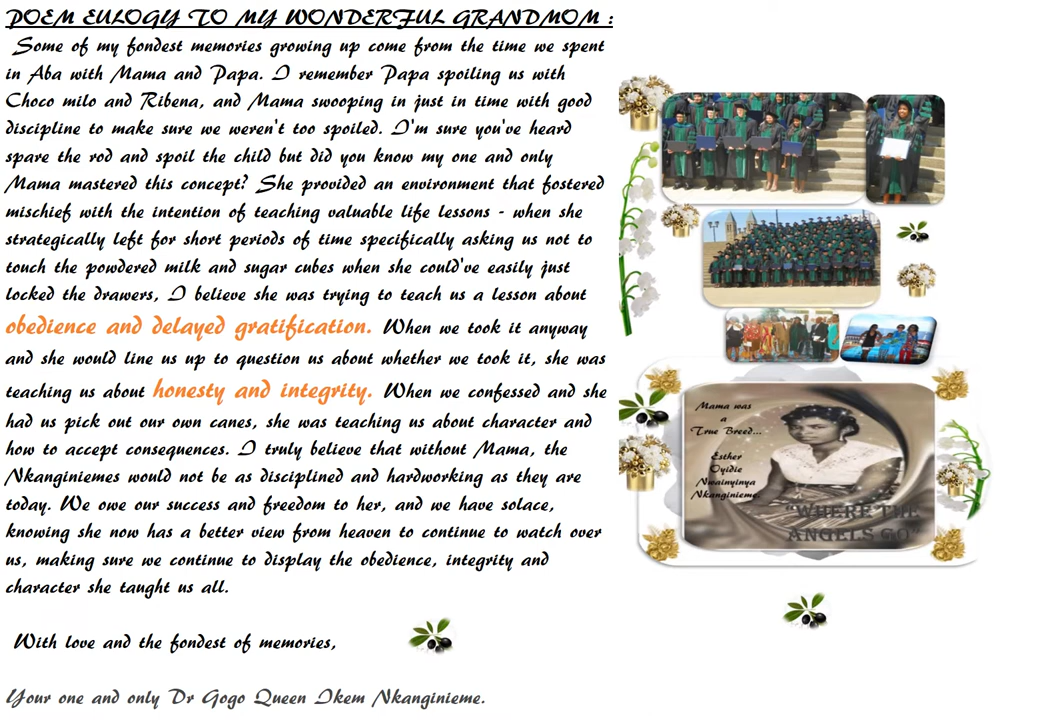 POEM EULOGY TO MY WONDERFUL GRANDMOM :
Some of my fondest memories growing up come from the time we spent
in Aba with Mama and Papa. I remember Papa spoiling us with
Choco milo and Ribena, and Mama swooping in just in time with good
discipline to make sure we weren't too spoiled. I'm sure you've heard
spare the rod and spoil the child but did you know my one and only
Mama mastered this concept? She provided an environment that fostered
mischief with the intention of teaching valuable life lessons - when she
strategically left for short periods of time specifically asking us not to
touch the powdered milk and sugar cubes when she could've easily just
locked the drawers, I believe she was trying to teach us a lesson about
obedience and delayed gratification. When we took it anyway
and she would line us up to question us about whether we took it, she was
teaching us about honesty and integrity. When we confessed and she
had us pick out our own canes, she was teaching us about character and
how to accept consequences. I truly believe that without Mama, the
Nkanginiemes would not be as disciplined and hardworking as they are
today. We owe our success and freedom to her, and we have solace,
knowing she now has a better view from heaven to continue to watch over
us, making sure we continue to display the obedience, integrity and
character she taught us all.
With love and the fondest of memories,
Your one and only Dr Gogo Queen Ikem Nkanginieme.
Mama was
a
True Breed...
Esther
Oyidie
Nwainyinya
Nkanginieme.
"WHERE THE
ANGELS GO"